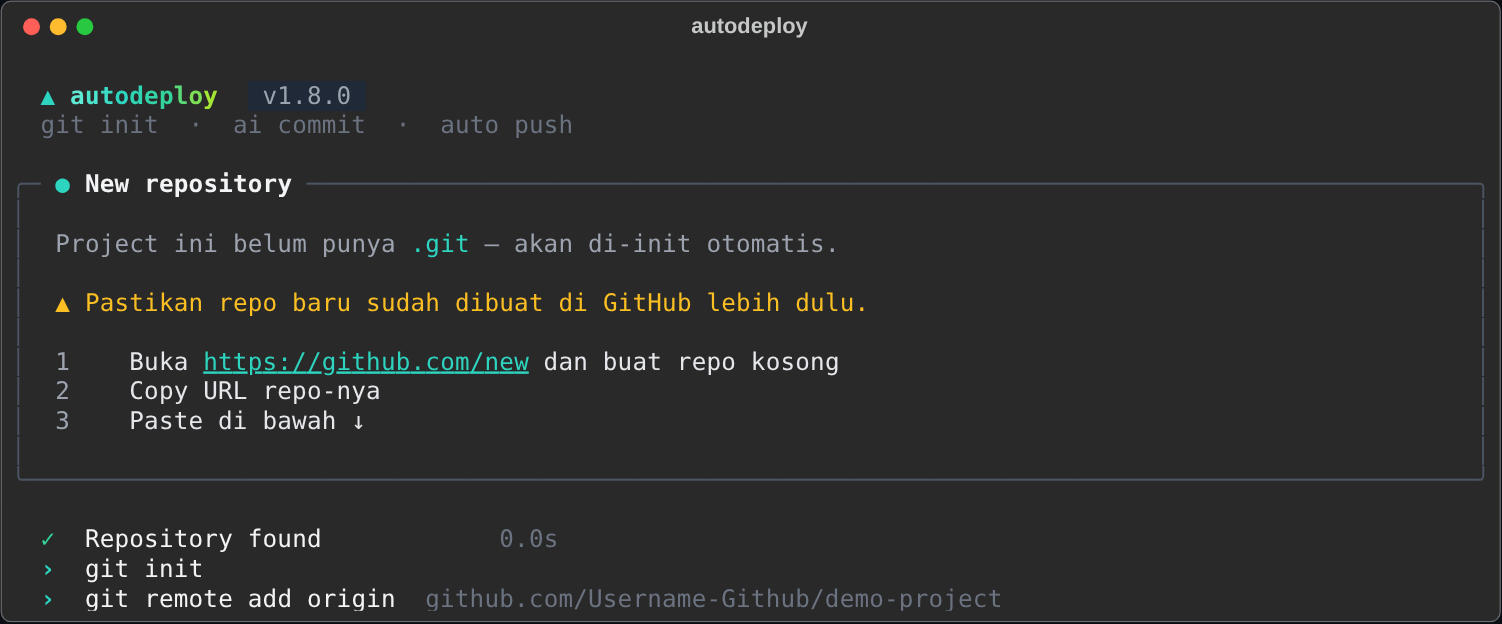 autodeploy
▲ autodeploy v1.8.0
git init · ai commit · auto push
● New repository
Project ini belum punya .git — akan di-init otomatis.
▲ Pastikan repo baru sudah dibuat di GitHub lebih dulu.
1 Buka https://github.com/new dan buat repo kosong
2 Copy URL repo-nya
3 Paste di bawah ↓
✓ Repository found 0.0s
› git init
› git remote add origin github.com/Username-Github/demo-project